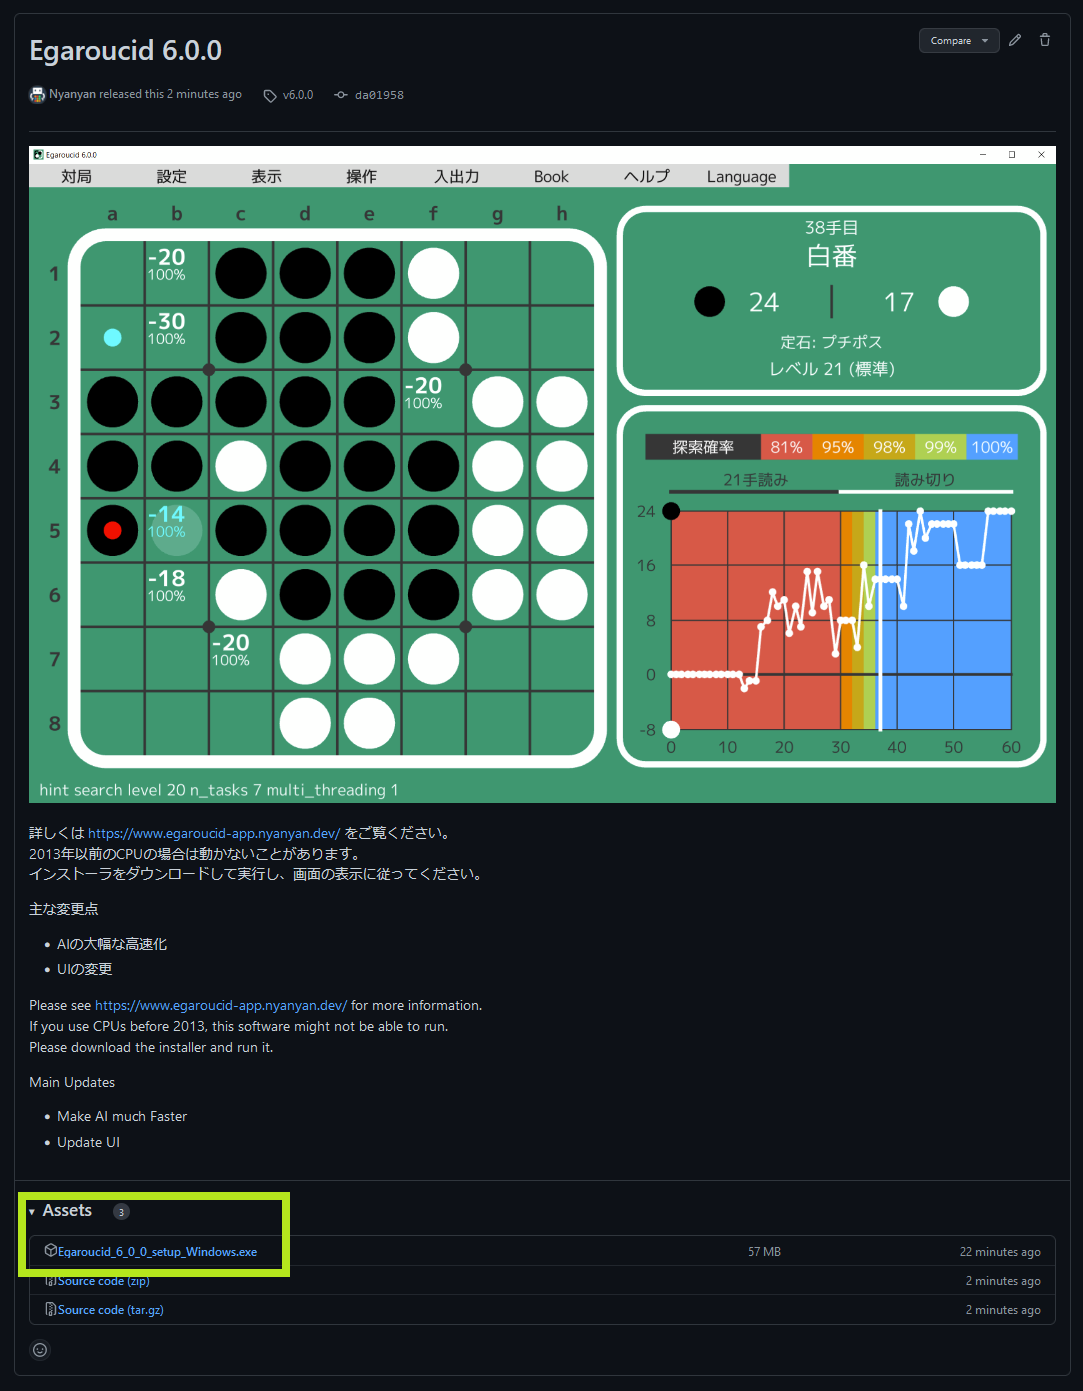 Egaroucid 6.0.0
Compare
Nyanyan released this 2 minutes ago v6.0.0 da01958
Egaroucid 6.0.0
対局 設定 表示 操作 入出力 Book ヘルプ Language
a b c d e f g h
1 -20 100%
2 -30 100%
3 -20 100%
4
5 -14 100%
6 -18 100%
7 -20 100%
8
hint search level 20 n_tasks 7 multi_threading 1
38手目
白番
24 17
定石: プチポス
レベル 21 (標準)
探索確率 81% 95% 98% 99% 100%
21手読み 読み切り
24
16
8
0
-8
0 10 20 30 40 50 60
詳しくは https://www.egaroucid-app.nyanyan.dev/ をご覧ください。
2013年以前のCPUの場合は動かないことがあります。
インストーラをダウンロードして実行し、画面の表示に従ってください。
主な変更点
AIの大幅な高速化
UIの変更
Please see https://www.egaroucid-app.nyanyan.dev/ for more information.
If you use CPUs before 2013, this software might not be able to run.
Please download the installer and run it.
Main Updates
Make AI much Faster
Update UI
Assets 3
Egaroucid_6_0_0_setup_Windows.exe 57 MB 22 minutes ago
Source code (zip) 2 minutes ago
Source code (tar.gz) 2 minutes ago